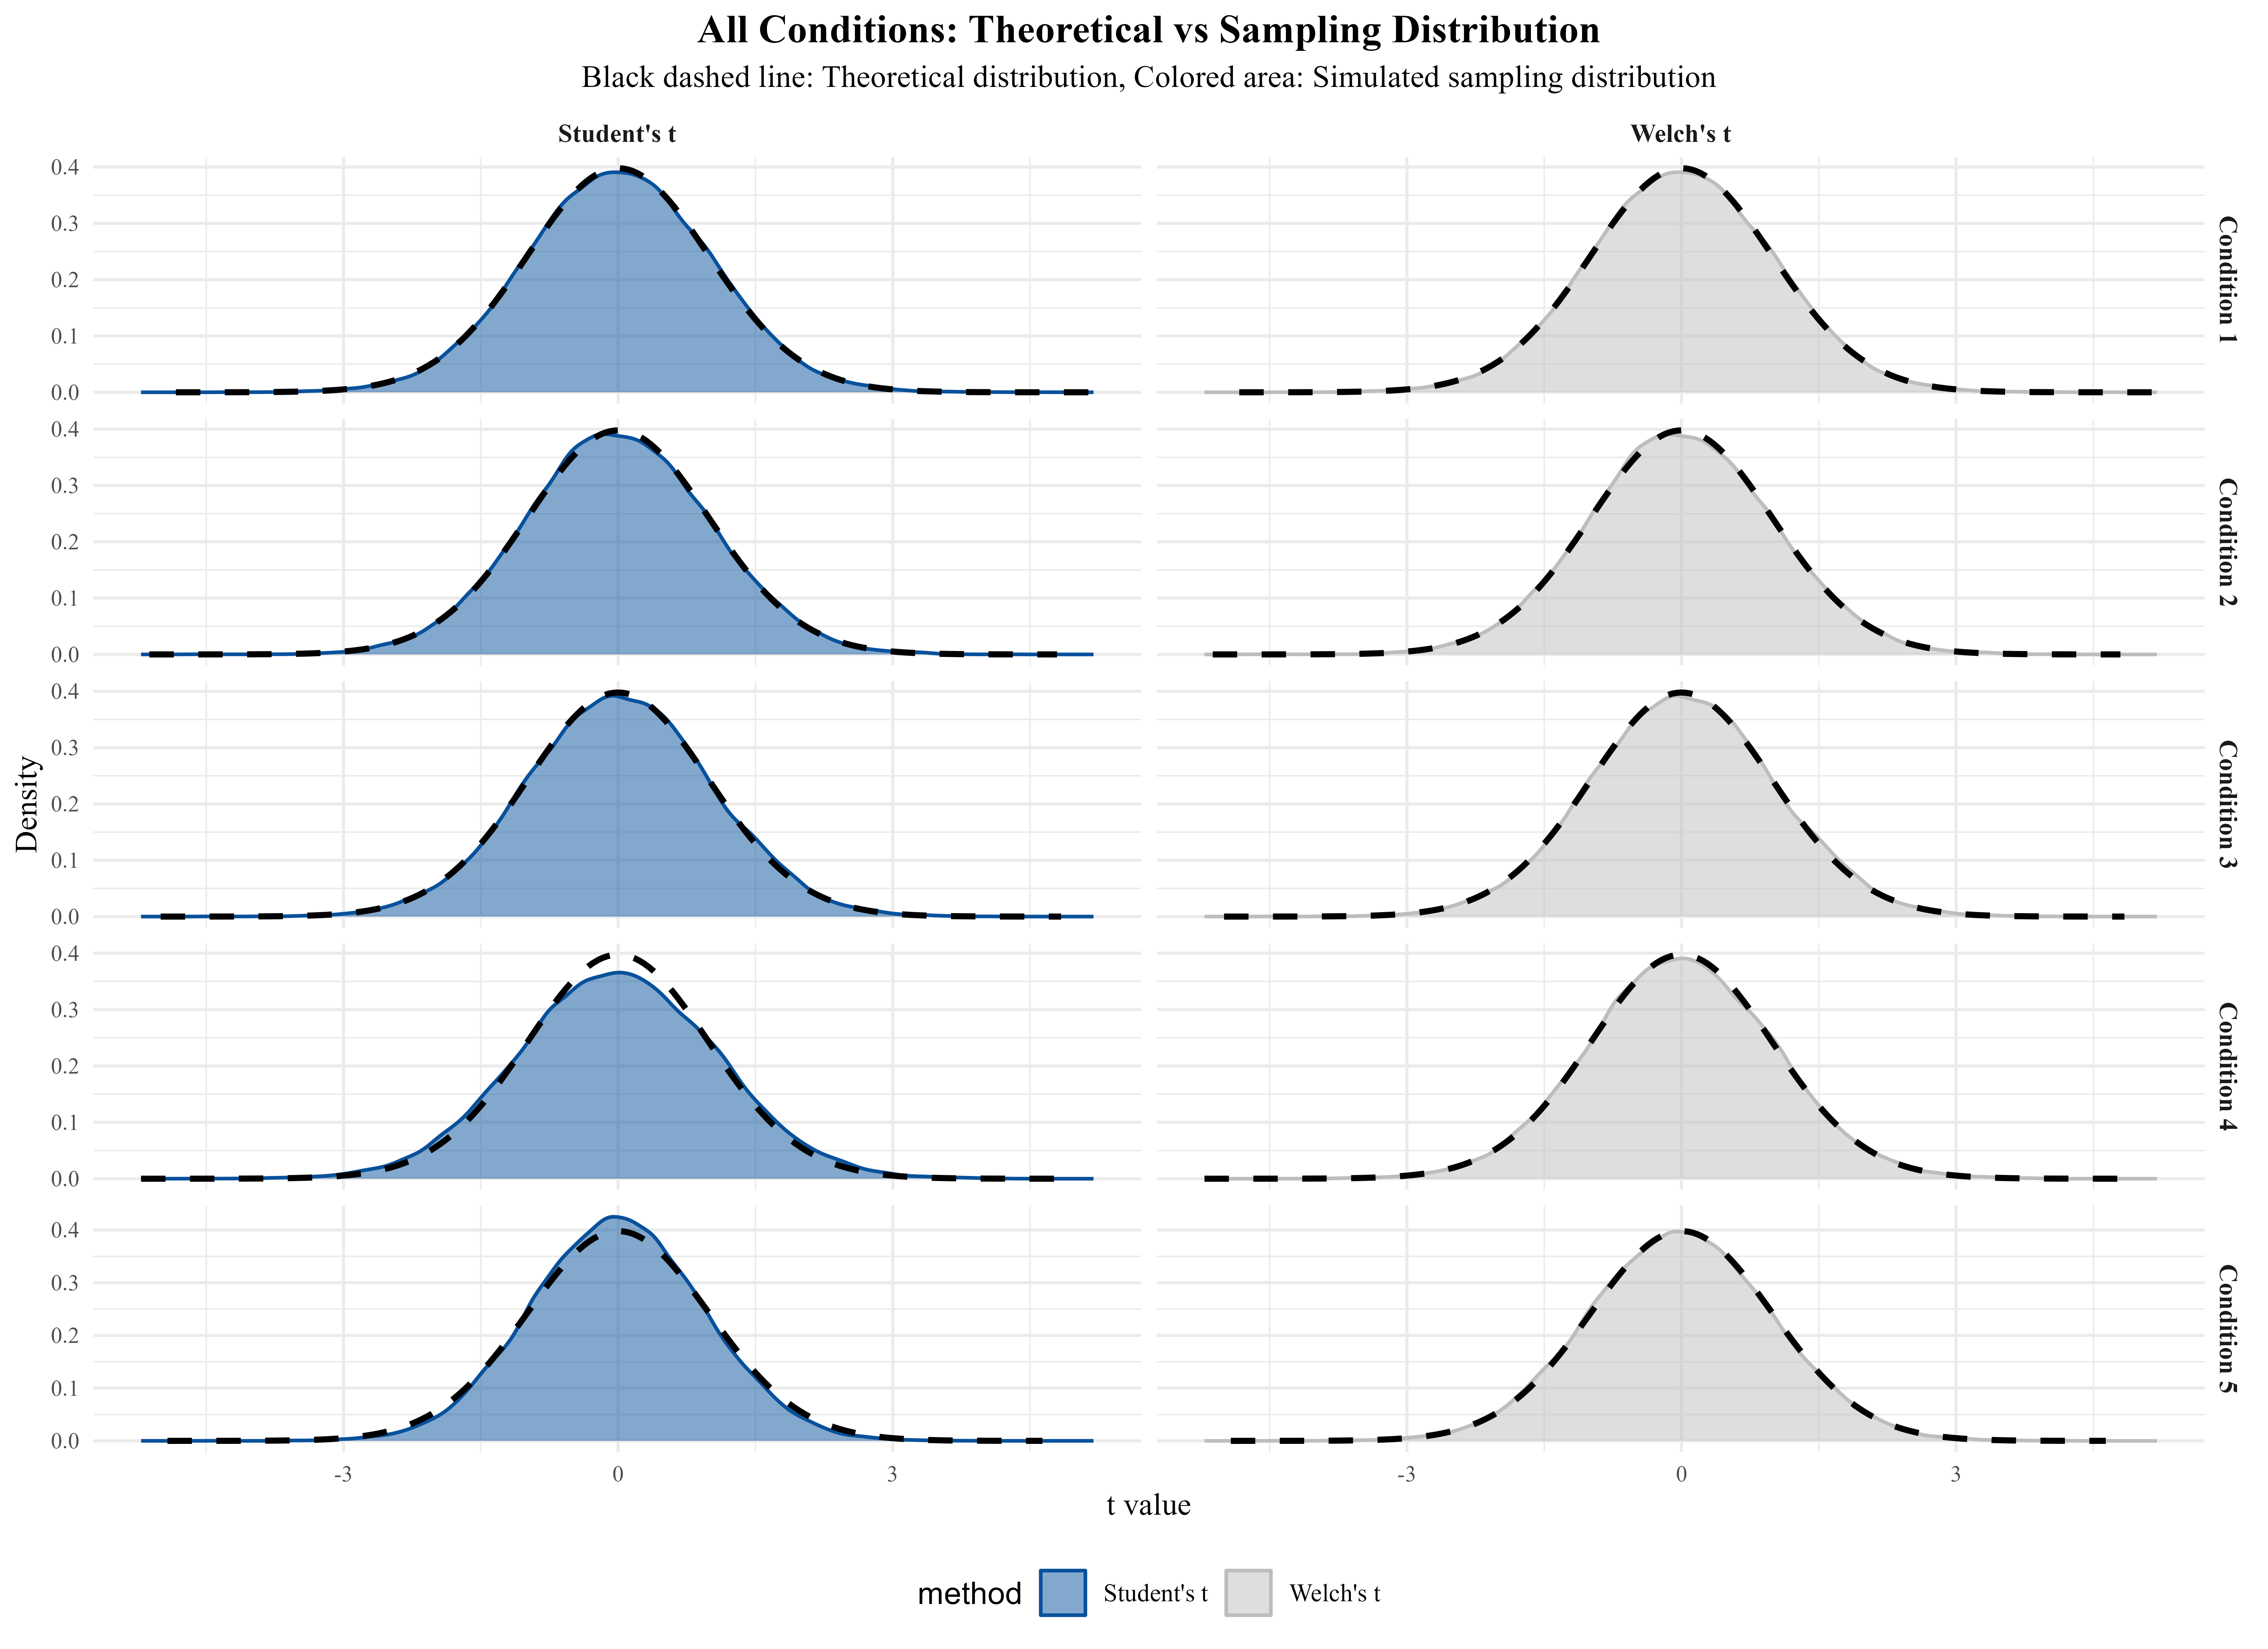 All Conditions: Theoretical vs Sampling Distribution
Black dashed line: Theoretical distribution, Colored area: Simulated sampling distribution
Student's t
Welch's t
0.4
0.3
0.2
0.1
0.0
Condition 1
0.4
0.3
0.2
0.1
0.0
Condition 2
0.4
0.3
0.2
0.1
0.0
Condition 3
0.4
0.3
0.2
0.1
0.0
Condition 4
0.4
0.3
0.2
0.1
0.0
Condition 5
Density
-3 0 3
-3 0 3
t value
method Student's t Welch's t